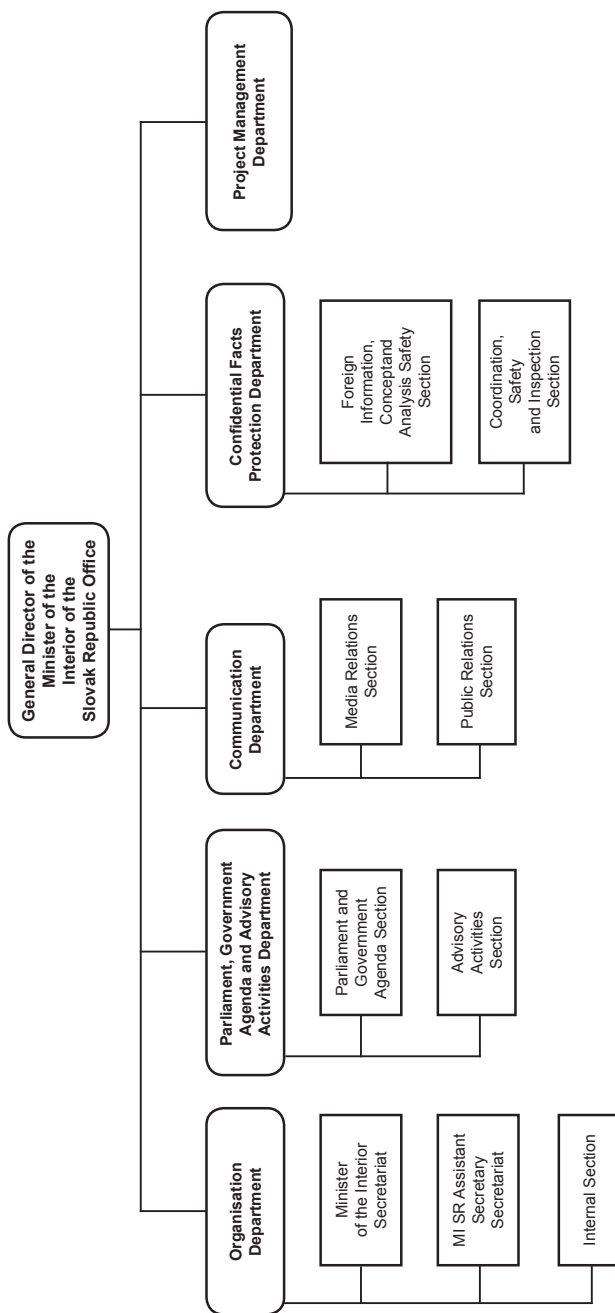 General Director of the
Minister of the
Interior of the
Slovak Republic Office
Organisation
Department
Minister
of the Interior
Secretariat
MI SR Assistant
Secretary
Secretariat
Internal Section
Parliament, Government
Agenda and Advisory
Activities Department
Parliament and
Government
Agenda Section
Advisory
Activities
Section
Communication
Department
Media Relations
Section
Public Relations
Section
Confidential Facts
Protection Department
Foreign
Information,
Conceptand
Analysis Safety
Section
Coordination,
Safety
and Inspection
Section
Project Management
Department